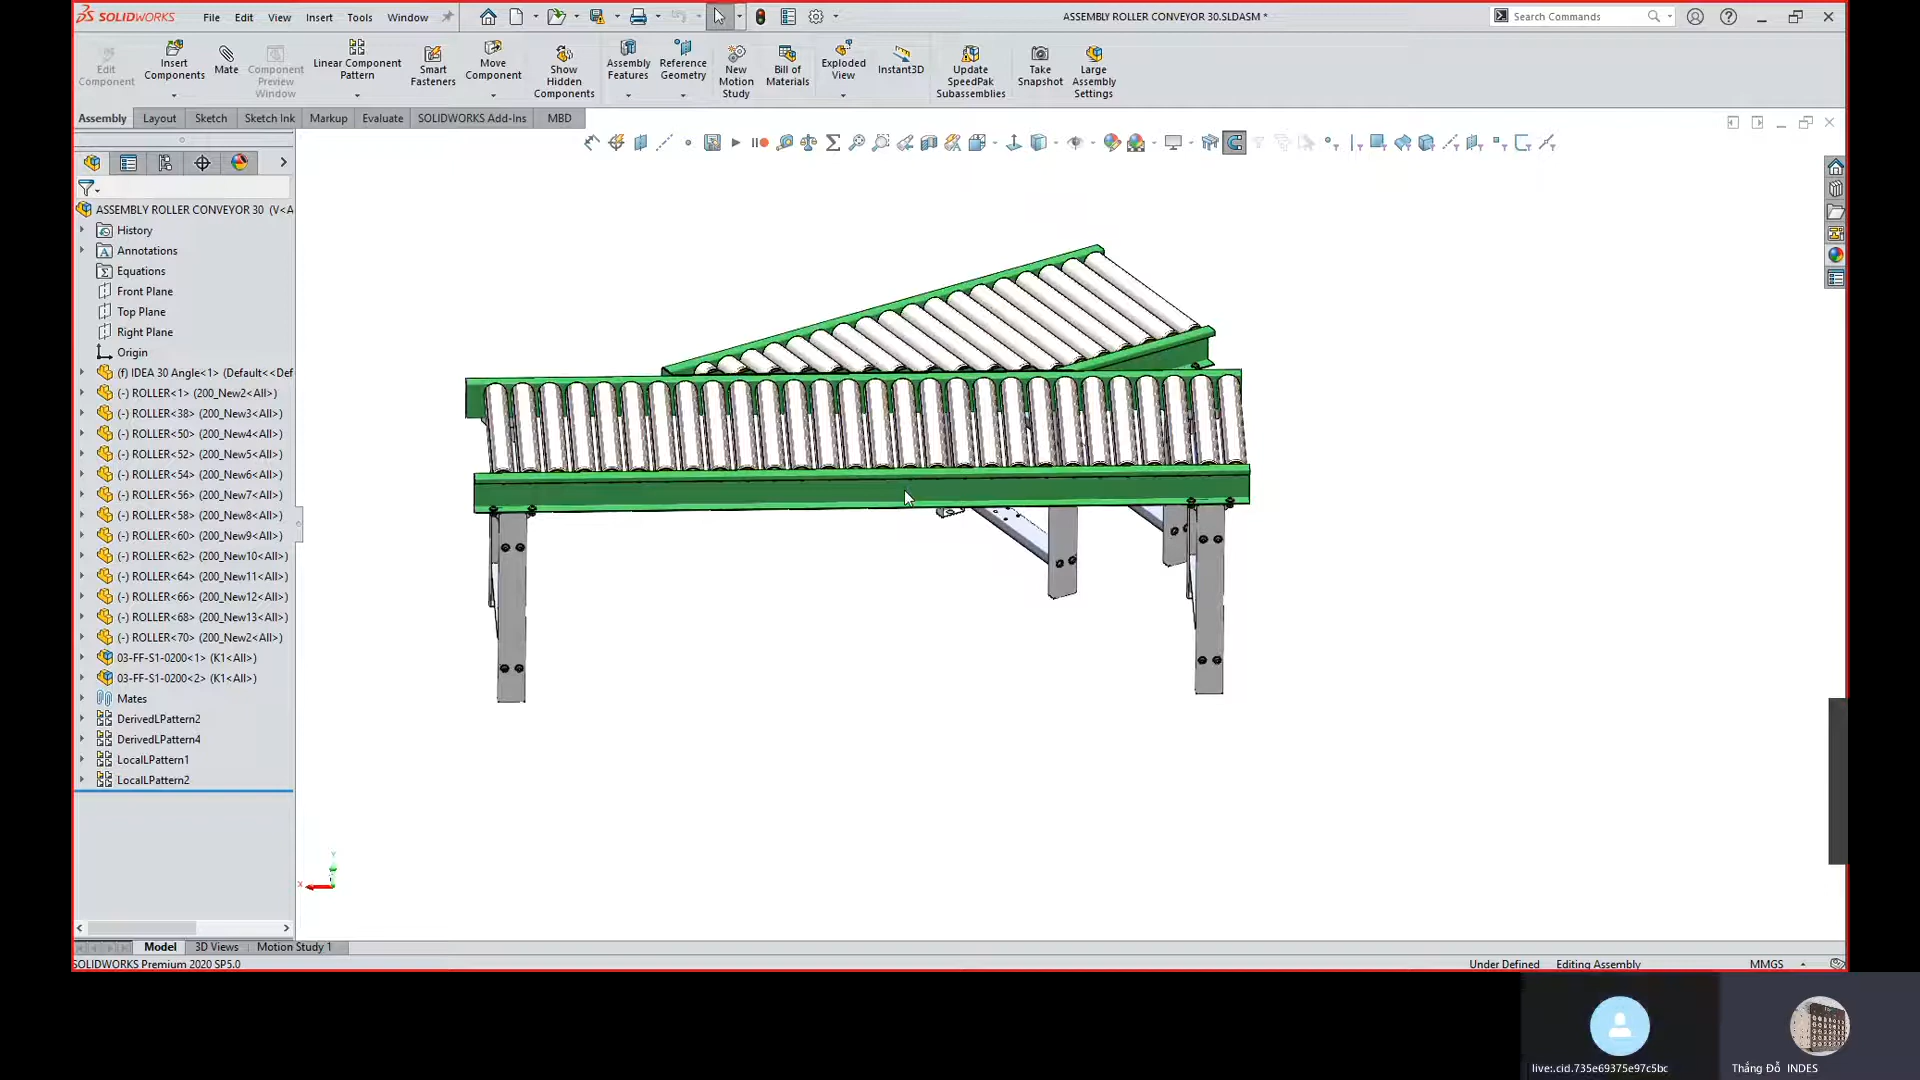 SOLIDWORKS
File Edit View Insert Tools Window
ASSEMBLY ROLLER CONVEYOR 30.SLDASM *
Search Commands
Edit Component
Insert Components
Mate
Component Preview Window
Linear Component Pattern
Smart Fasteners
Move Component
Show Hidden Components
Assembly Features
Reference Geometry
New Motion Study
Bill of Materials
Exploded View
Instant3D
Update SpeedPak Subassemblies
Take Snapshot
Large Assembly Settings
Assembly Layout Sketch Sketch Ink Markup Evaluate SOLIDWORKS Add-Ins MBD
ASSEMBLY ROLLER CONVEYOR 30 (V<A
History
Annotations
Equations
Front Plane
Top Plane
Right Plane
Origin
(f) IDEA 30 Angle<1> (Default<<Def
(-) ROLLER<1> (200_New2<All>)
(-) ROLLER<38> (200_New3<All>)
(-) ROLLER<50> (200_New4<All>)
(-) ROLLER<52> (200_New5<All>)
(-) ROLLER<54> (200_New6<All>)
(-) ROLLER<56> (200_New7<All>)
(-) ROLLER<58> (200_New8<All>)
(-) ROLLER<60> (200_New9<All>)
(-) ROLLER<62> (200_New10<All>)
(-) ROLLER<64> (200_New11<All>)
(-) ROLLER<66> (200_New12<All>)
(-) ROLLER<68> (200_New13<All>)
(-) ROLLER<70> (200_New2<All>)
03-FF-S1-0200<1> (K1<All>)
03-FF-S1-0200<2> (K1<All>)
Mates
DerivedLPattern2
DerivedLPattern4
LocalLPattern1
LocalLPattern2
Y
X
Model 3D Views Motion Study 1
SOLIDWORKS Premium 2020 SP5.0
Under Defined Editing Assembly MMGS
live:.cid.735e69375e97c5bc
Thắng Đỗ INDES